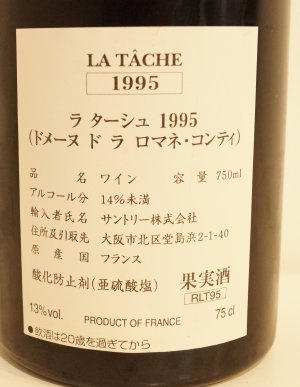 LA TÂCHE
1995
ラ ターシュ 1995
(ドメーヌ ド ラ ロマネ・コンティ)
品名 ワイン 容量 750ml
アルコール分 14%未満
輸入者氏名 サントリー株式会社
住所及引取先 大阪市北区堂島浜2-1-40
原産国 フランス
酸化防止剤(亜硫酸塩) 果実酒
RLT95
13%vol. PRODUCT OF FRANCE 75 cl
●飲酒は20歳を過ぎてから